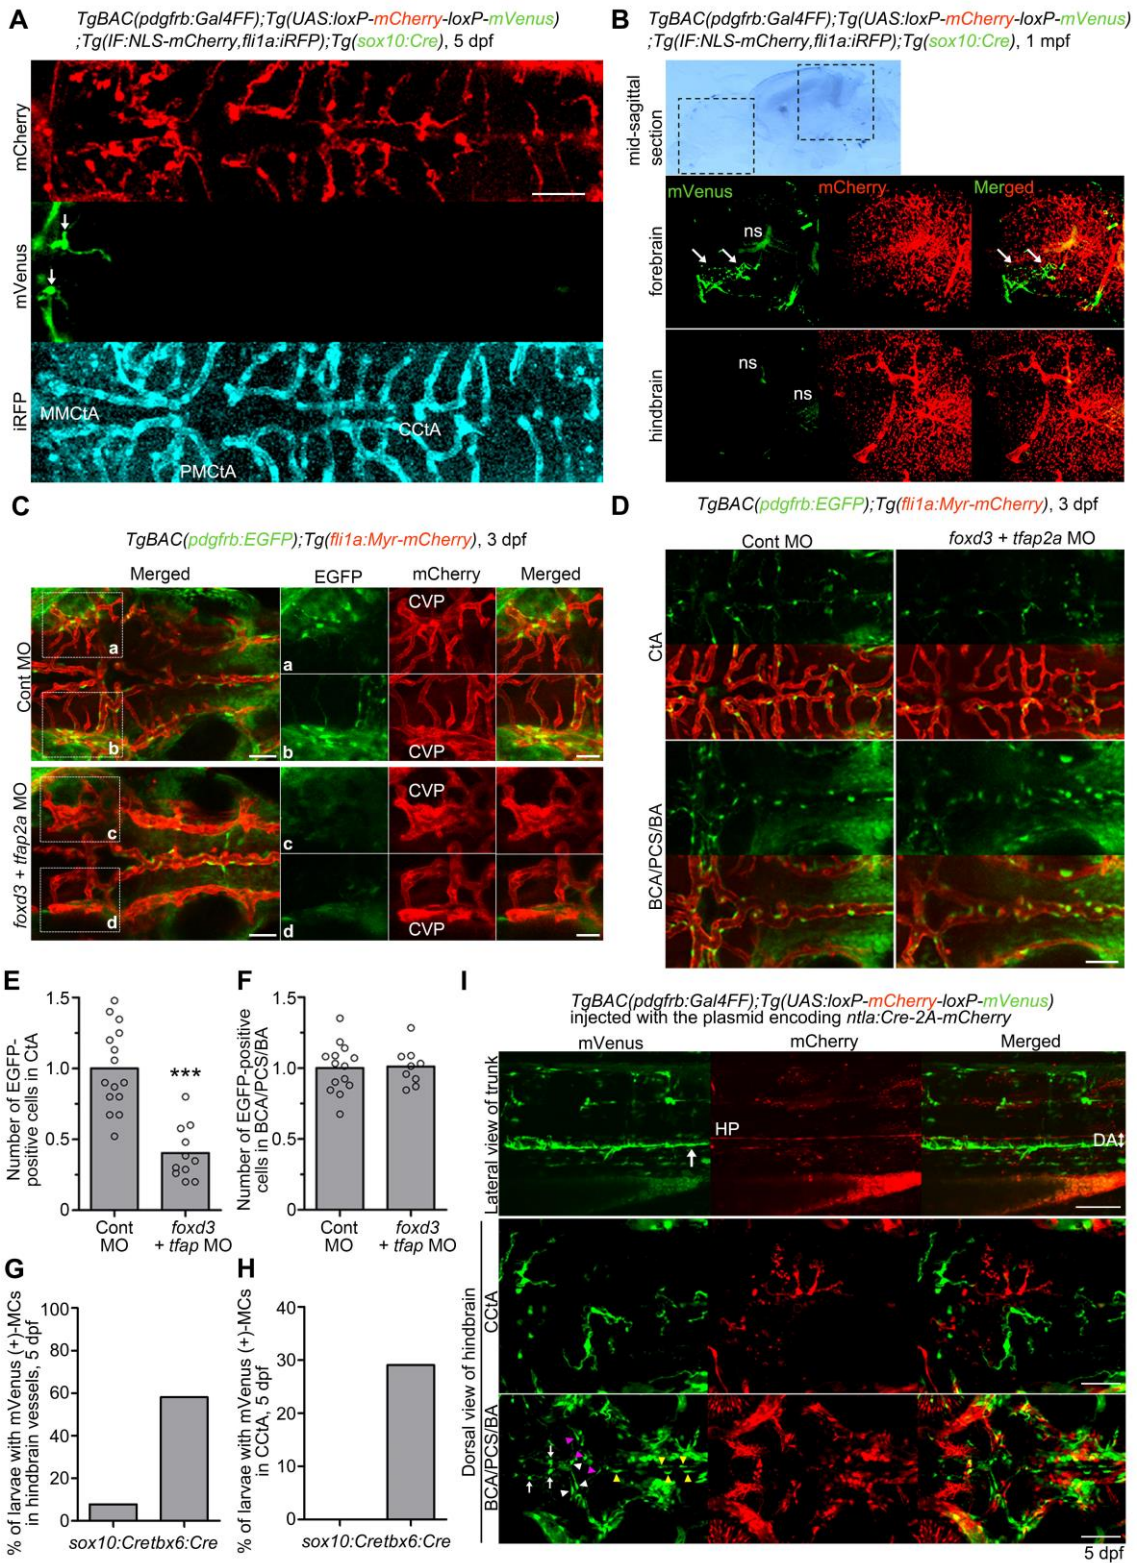 A
TgBAC(pdgfrb:Gal4FF);Tg(UAS:loxP-mCherry-loxP-mVenus)
;Tg(IF:NLS-mCherry,fli1a:iRFP);Tg(sox10:Cre), 5 dpf
mCherry
mVenus
iRFP
MMCtA
PMCtA
CCtA
B
TgBAC(pdgfrb:Gal4FF);Tg(UAS:loxP-mCherry-loxP-mVenus)
;Tg(IF:NLS-mCherry,fli1a:iRFP);Tg(sox10:Cre), 1 mpf
mid-sagittal
section
mVenus
mCherry
Merged
forebrain
ns
hindbrain
ns
ns
C
TgBAC(pdgfrb:EGFP);Tg(fli1a:Myr-mCherry), 3 dpf
Merged
EGFP
mCherry
Merged
Cont MO
a
b
a
CVP
b
CVP
foxd3 + tfap2a MO
c
d
c
CVP
d
CVP
D
TgBAC(pdgfrb:EGFP);Tg(fli1a:Myr-mCherry), 3 dpf
Cont MO
foxd3 + tfap2a MO
CtA
BCA/PCS/BA
E
Number of EGFP-
positive cells in CtA
1.5
1.0
0.5
0
***
Cont
MO
foxd3
+ tfap MO
F
Number of EGFP-positive
cells in BCA/PCS/BA
1.5
1.0
0.5
0
Cont
MO
foxd3
+ tfap MO
G
% of larvae with mVenus (+)-MCs
in hindbrain vessels, 5 dpf
100
80
60
40
20
0
sox10:Cre
tbx6:Cre
H
% of larvae with mVenus (+)-MCs
in CCtA, 5 dpf
40
30
20
10
0
sox10:Cre
tbx6:Cre
I
TgBAC(pdgfrb:Gal4FF);Tg(UAS:loxP-mCherry-loxP-mVenus)
injected with the plasmid encoding ntla:Cre-2A-mCherry
mVenus
mCherry
Merged
Lateral view of trunk
HP
DA
Dorsal view of hindbrain
CCtA
BCA/PCS/BA
5 dpf